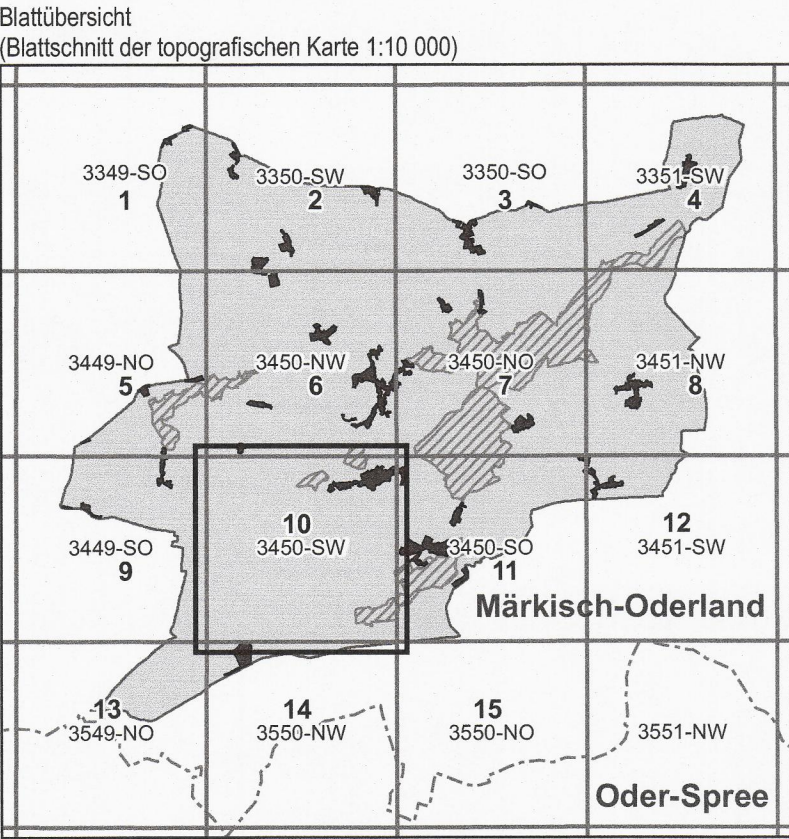 Blattübersicht
(Blattschnitt der topografischen Karte 1:10 000)
3349-SO
1
3350-SW
2
3350-SO
3
3351-SW
4
3449-NO
5
3450-NW
6
3450-NO
7
3451-NW
8
3449-SO
9
10
3450-SW
3450-SO
11
12
3451-SW
Märkisch-Oderland
13
3549-NO
14
3550-NW
15
3550-NO
3551-NW
Oder-Spree